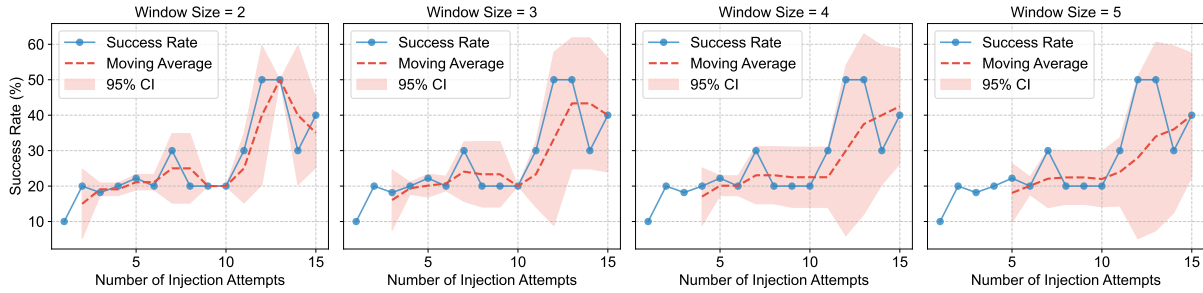 Window Size = 2
Window Size = 3
Window Size = 4
Window Size = 5
Success Rate (%)
60
50
40
30
20
10
Success Rate
Moving Average
95% CI
Success Rate
Moving Average
95% CI
Success Rate
Moving Average
95% CI
Success Rate
Moving Average
95% CI
5
10
15
5
10
15
5
10
15
5
10
15
Number of Injection Attempts
Number of Injection Attempts
Number of Injection Attempts
Number of Injection Attempts